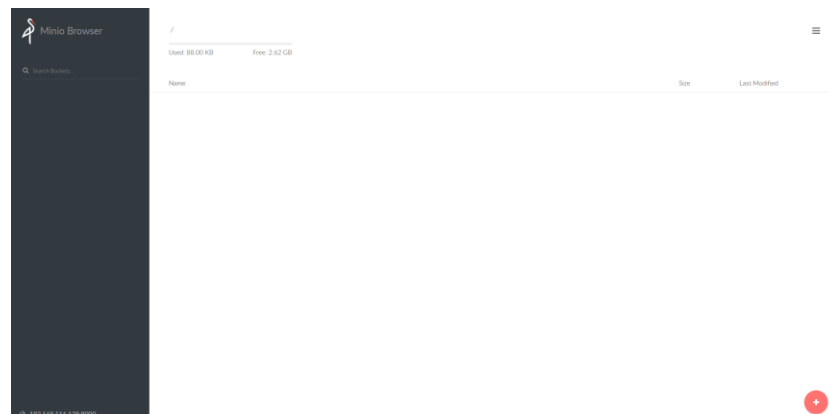 Minio Browser
Search Buckets...
/
Used: 88.00 KB Free: 2.62 GB
Name Size Last Modified